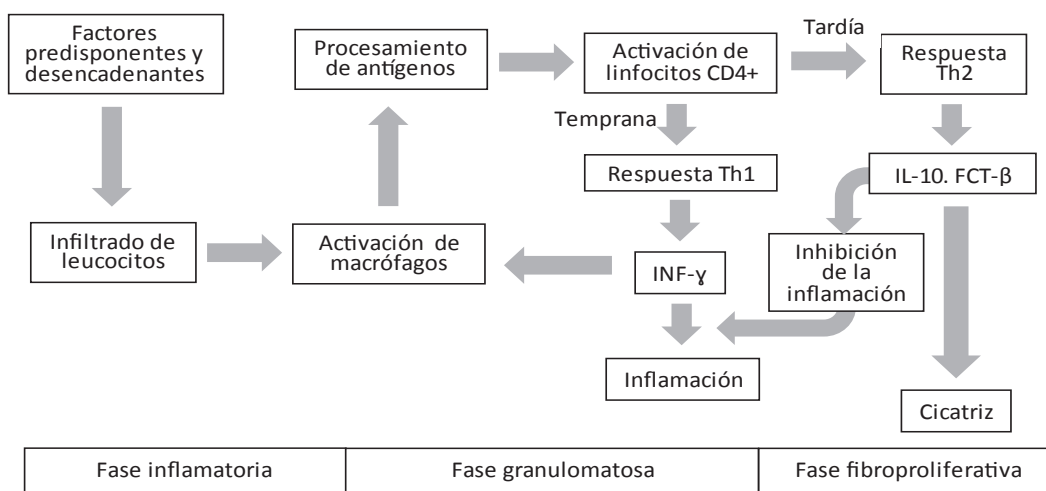 Factores
predisponentes y
desencadenantes
Procesamiento
de antígenos
Activación de
linfocitos CD4+
Tardía
Respuesta
Th2
Temprana
Respuesta Th1
IL-10. FCT-β
Infiltrado de
leucocitos
Activación de
macrófagos
INF-ɣ
Inhibición
de la
inflamación
Inflamación
Cicatriz
Fase inflamatoria
Fase granulomatosa
Fase fibroproliferativa